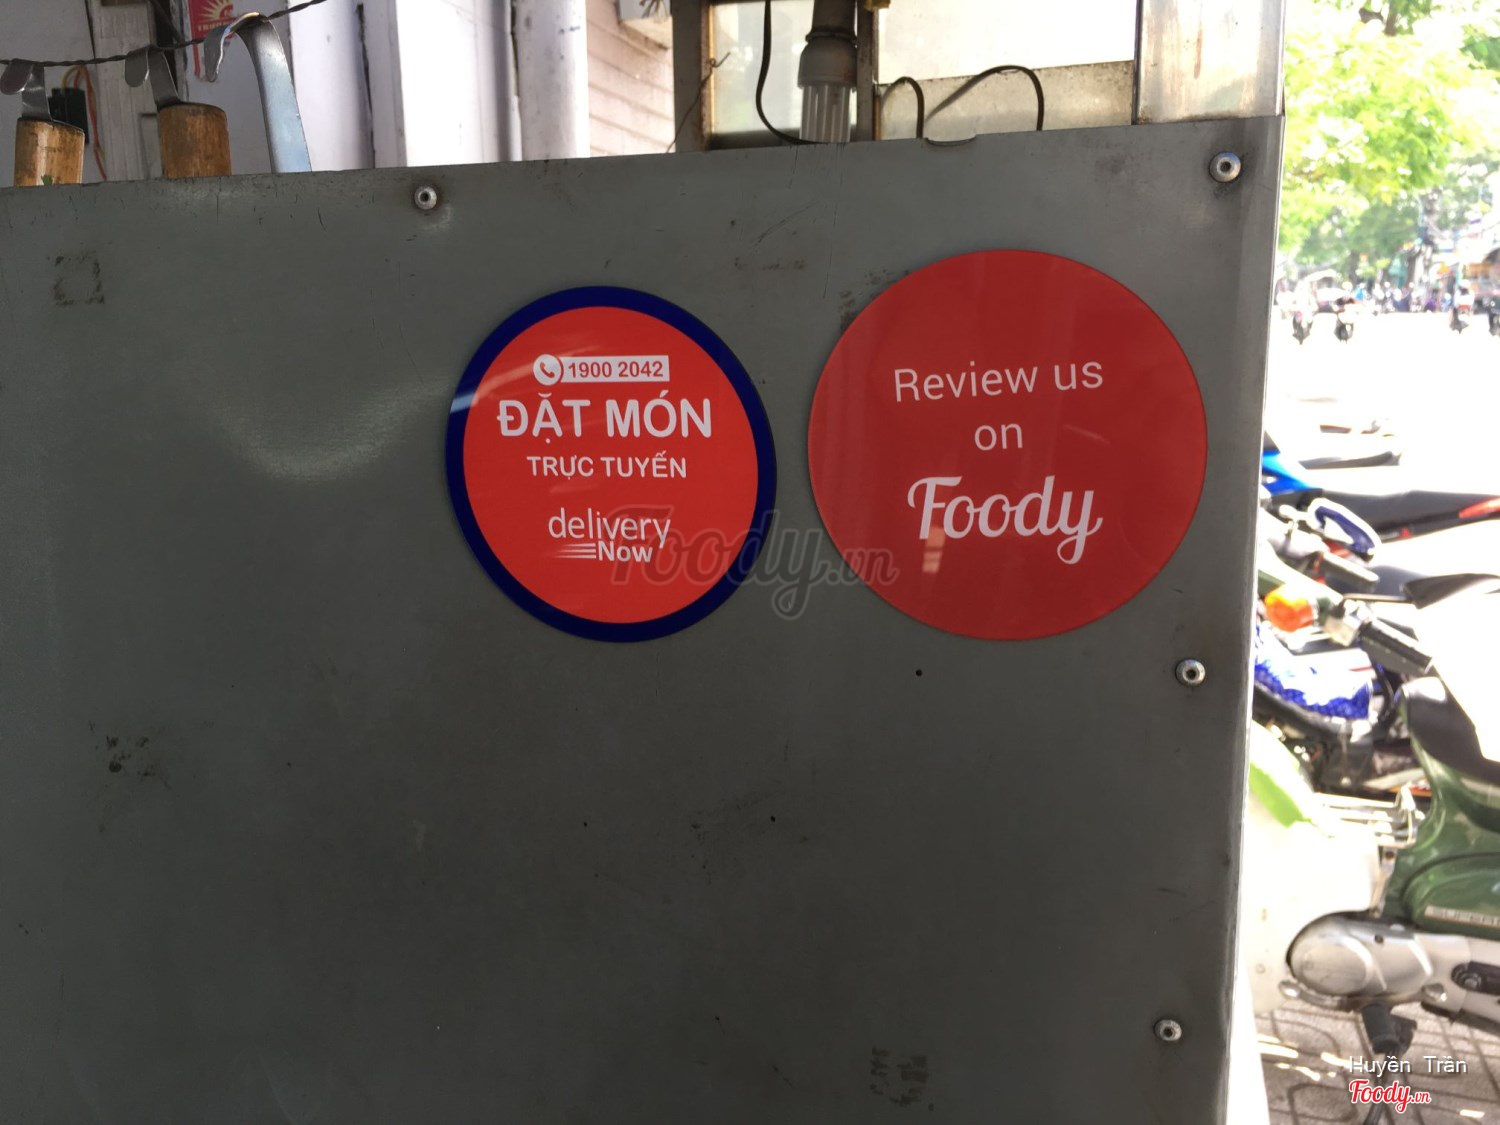 1900 2042
ĐẶT MÓN
TRỰC TUYẾN
delivery
Now
Review us
on
Foody
Foody.vn
Huyền Trần
Foody.vn